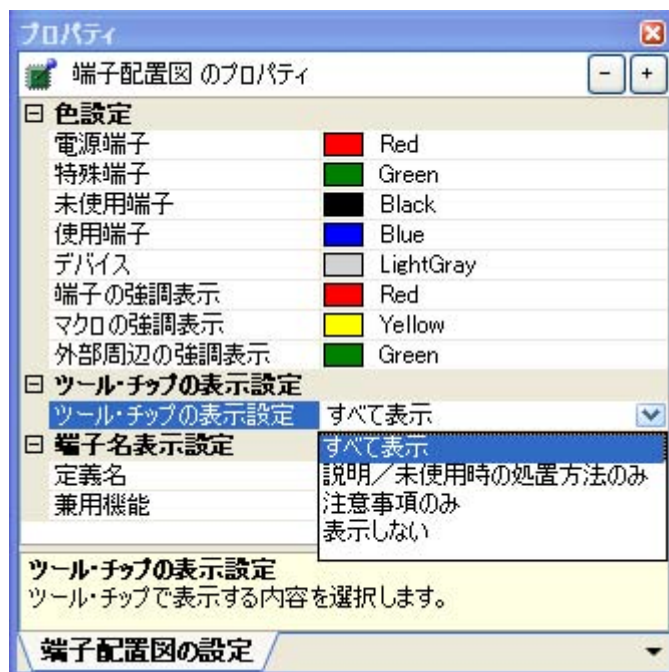 プロパティ
端子配置図 のプロパティ
- +
色設定
電源端子 Red
特殊端子 Green
未使用端子 Black
使用端子 Blue
デバイス LightGray
端子の強調表示 Red
マクロの強調表示 Yellow
外部周辺の強調表示 Green
ツール・チップの表示設定
ツール・チップの表示設定 すべて表示
端子名表示設定 すべて表示
定義名 説明／未使用時の処置方法のみ
兼用機能 注意事項のみ
表示しない
ツール・チップの表示設定
ツール・チップで表示する内容を選択します。
端子配置図の設定